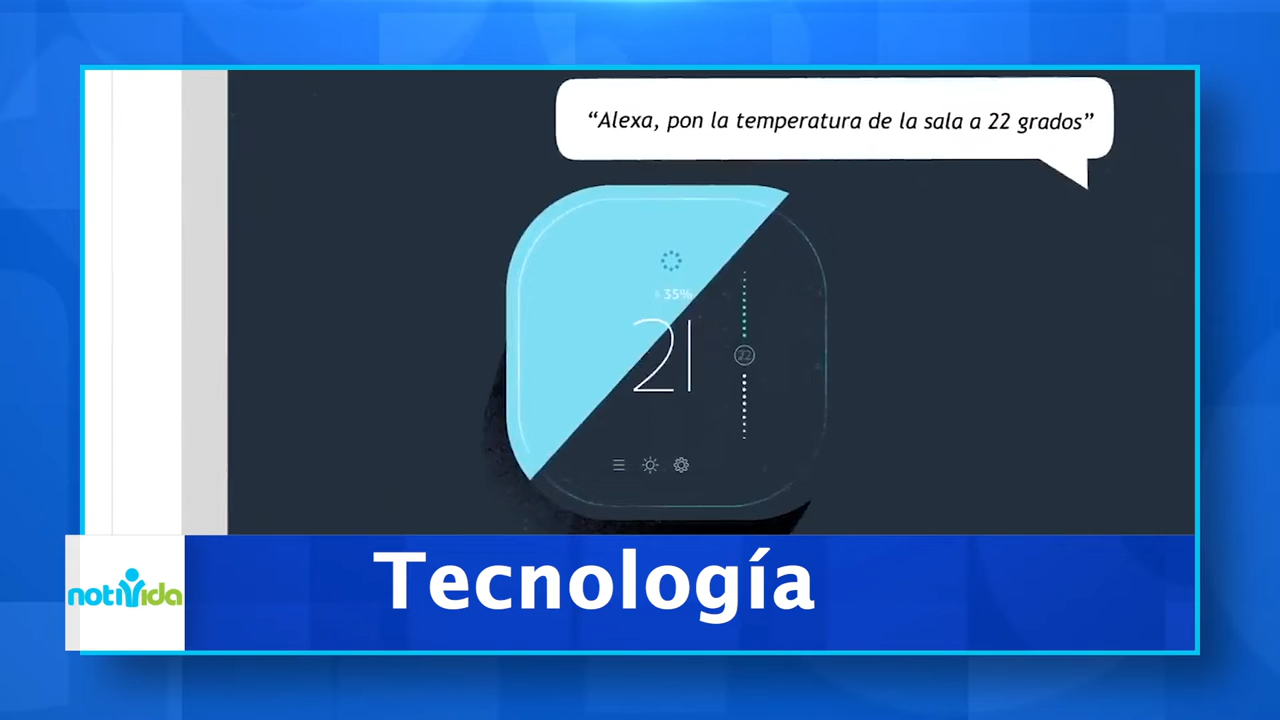 “Alexa, pon la temperatura de la sala a 22 grados”
35%
21
22
Tecnología
notiVida